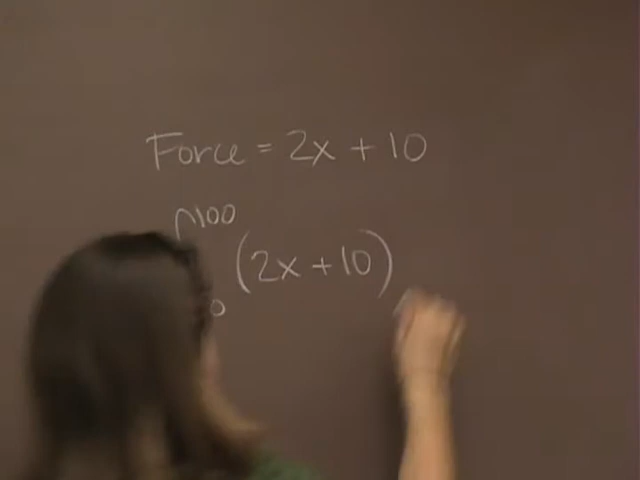 Force = 2x + 10
∫100
0
(2x + 10)